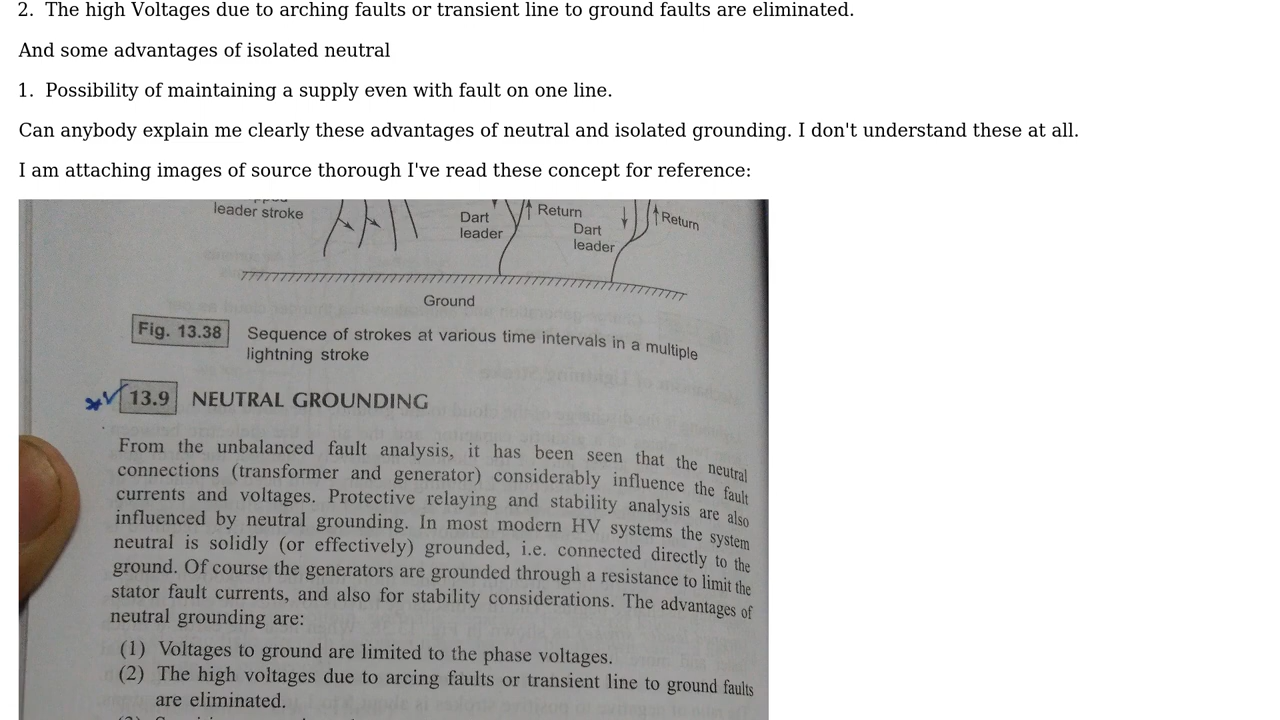 2. The high Voltages due to arching faults or transient line to ground faults are eliminated.
And some advantages of isolated neutral
1. Possibility of maintaining a supply even with fault on one line.
Can anybody explain me clearly these advantages of neutral and isolated grounding. I don't understand these at all.
I am attaching images of source thorough I've read these concept for reference:
leader stroke
Dart
leader
Return
Dart
leader
Return
Ground
Fig. 13.38 Sequence of strokes at various time intervals in a multiple
lightning stroke
13.9 NEUTRAL GROUNDING
From the unbalanced fault analysis, it has been seen that the neutral
connections (transformer and generator) considerably influence the fault
currents and voltages. Protective relaying and stability analysis are also
influenced by neutral grounding. In most modern HV systems the system
neutral is solidly (or effectively) grounded, i.e. connected directly to the
ground. Of course the generators are grounded through a resistance to limit the
stator fault currents, and also for stability considerations. The advantages of
neutral grounding are:
(1) Voltages to ground are limited to the phase voltages.
(2) The high voltages due to arcing faults or transient line to ground faults
are eliminated.